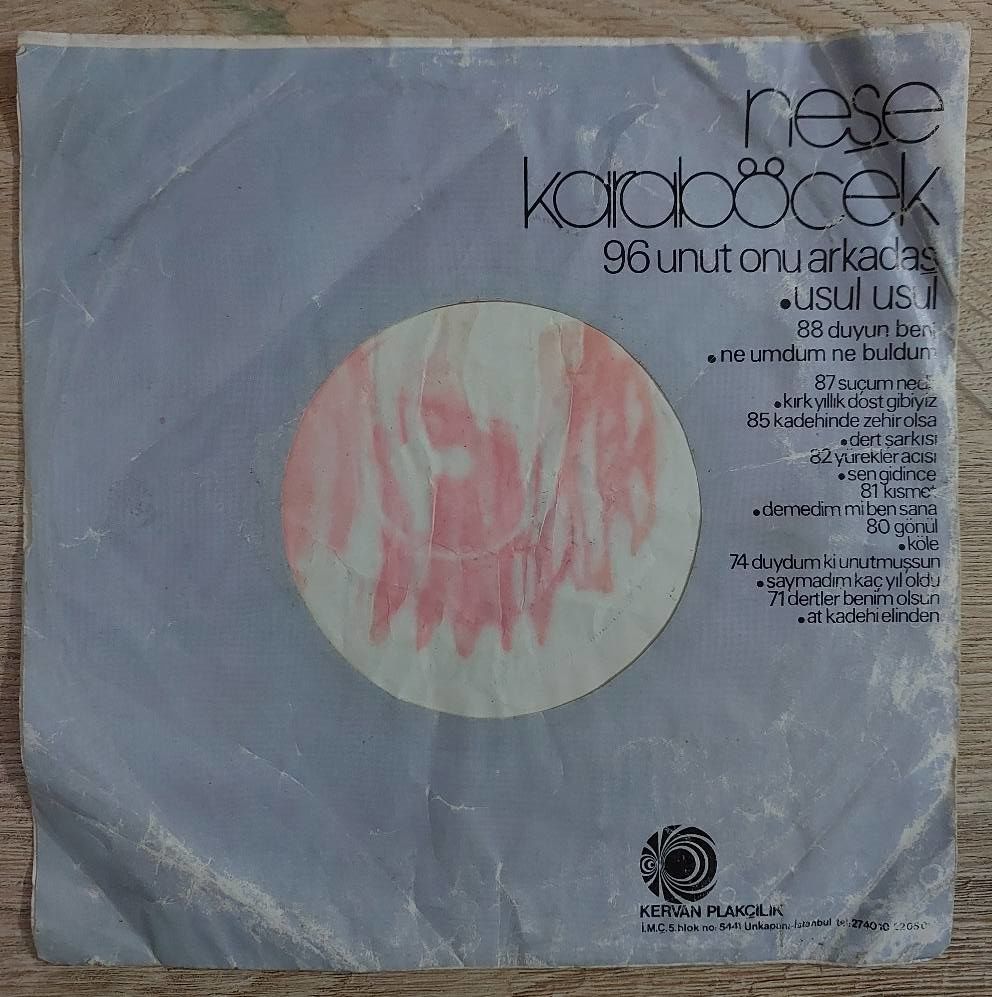 neşe
karaböcek
96 unut onu arkadaş
•usul usul
88 duyun beni
•ne umdum ne buldum
87 suçum nedir
•kırk yıllık dost gibiyiz
85 kadehinde zehir olsa
•dert şarkısı
82 yürekler acısı
•sen gidince
81 kısmet
•demedim mi ben sana
80 gönül
•köle
74 duydum ki unutmuşsun
•saymadım kaç yıl oldu
71 dertler benim olsun
•at kadehi elinden
KERVAN PLAKÇILIK
İ.M.Ç. 5. blok no: 5441 Unkapanı-İstanbul tel: